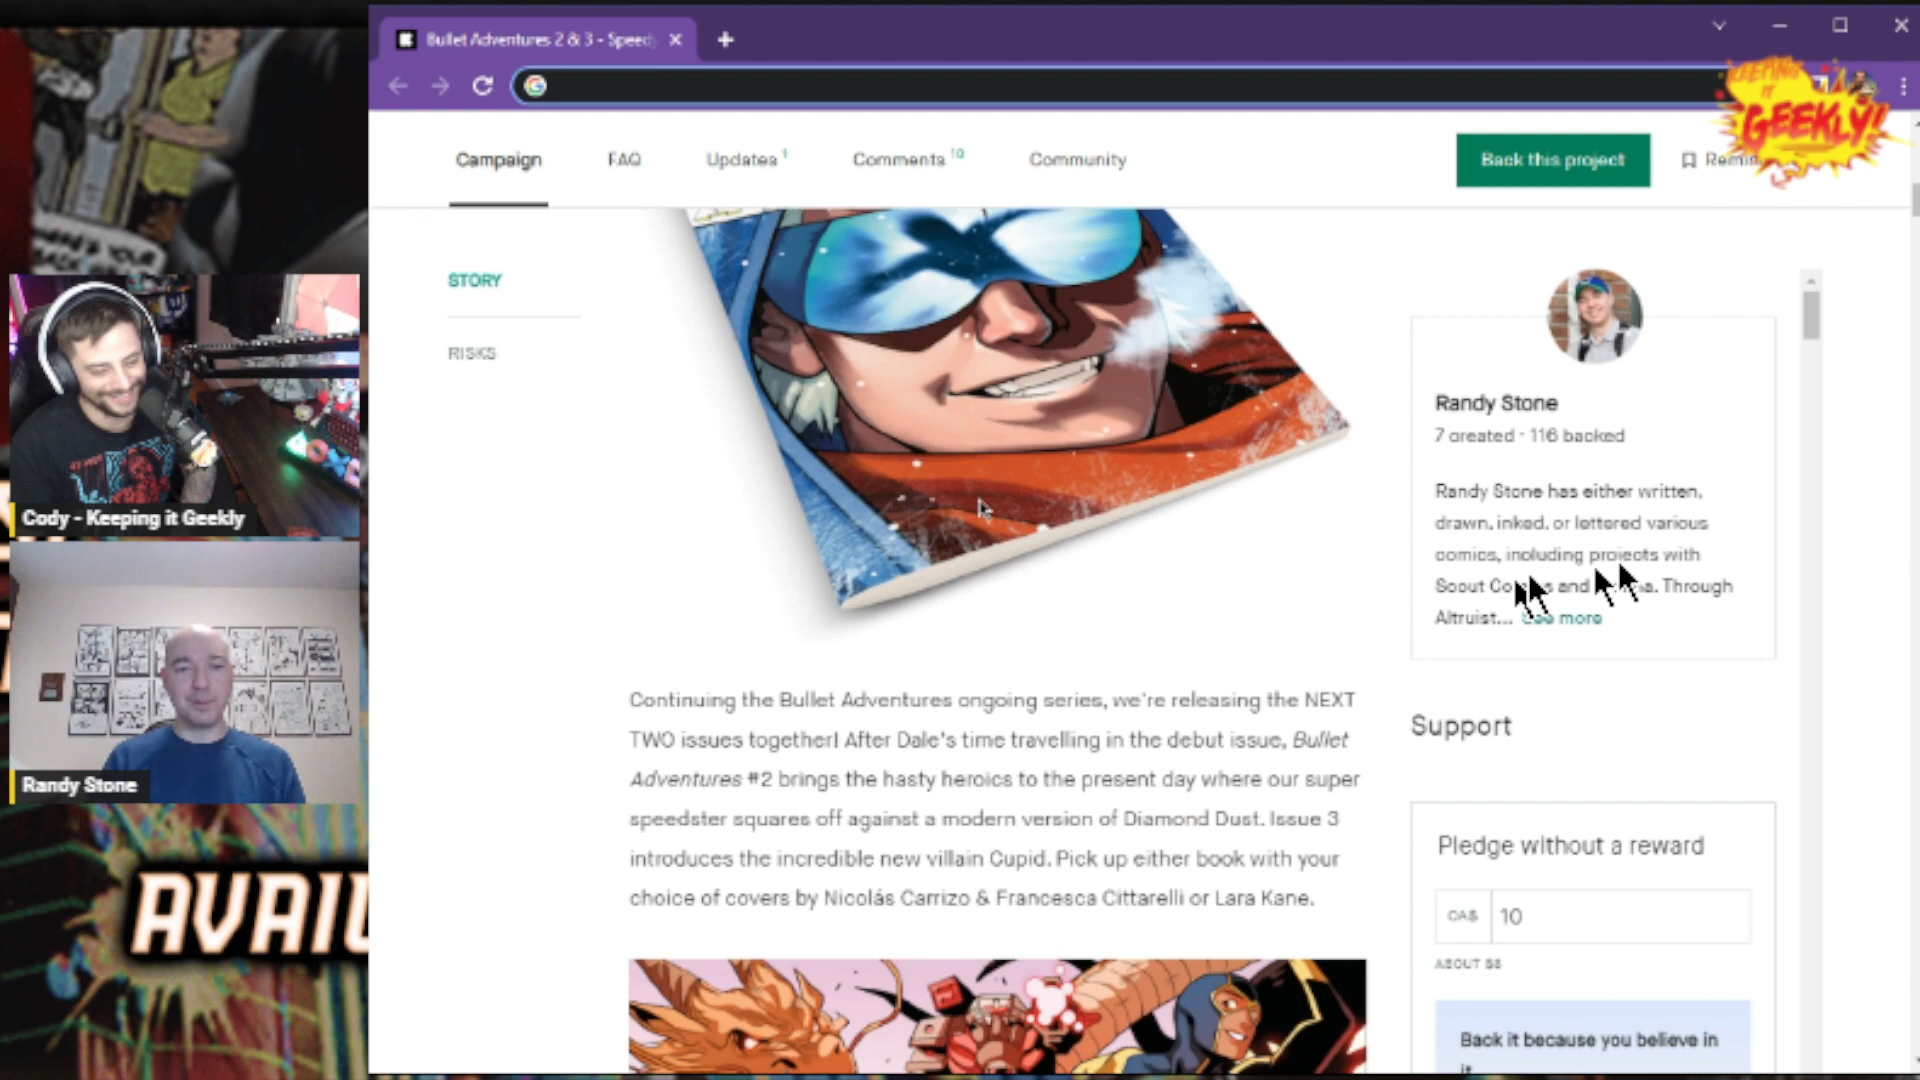 Bullet Adventures 2 & 3 - Speed
KEEPING
IT
GEEKLY!
Campaign
FAQ
Updates 1
Comments 10
Community
Back this project
STORY
RISKS
Randy Stone
7 created · 116 backed
Randy Stone has either written,
drawn, inked, or lettered various
comics, including projects with
Scout and Through
Altruist... See more
Cody - Keeping it Geekly
Randy Stone
AVAIL
Continuing the Bullet Adventures ongoing series, we're releasing the NEXT
TWO issues together! After Dale's time travelling in the debut issue, Bullet
Adventures #2 brings the hasty heroics to the present day where our super
speedster squares off against a modern version of Diamond Dust. Issue 3
introduces the incredible new villain Cupid. Pick up either book with your
choice of covers by Nicolás Carrizo & Francesca Cittarelli or Lara Kane.
Support
Pledge without a reward
CA$ 10
ABOUT $8
Back it because you believe in
it.